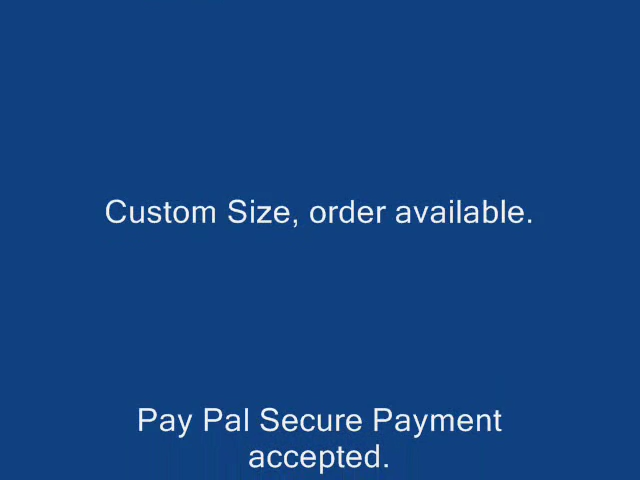 Custom Size, order available.
Pay Pal Secure Payment
accepted.